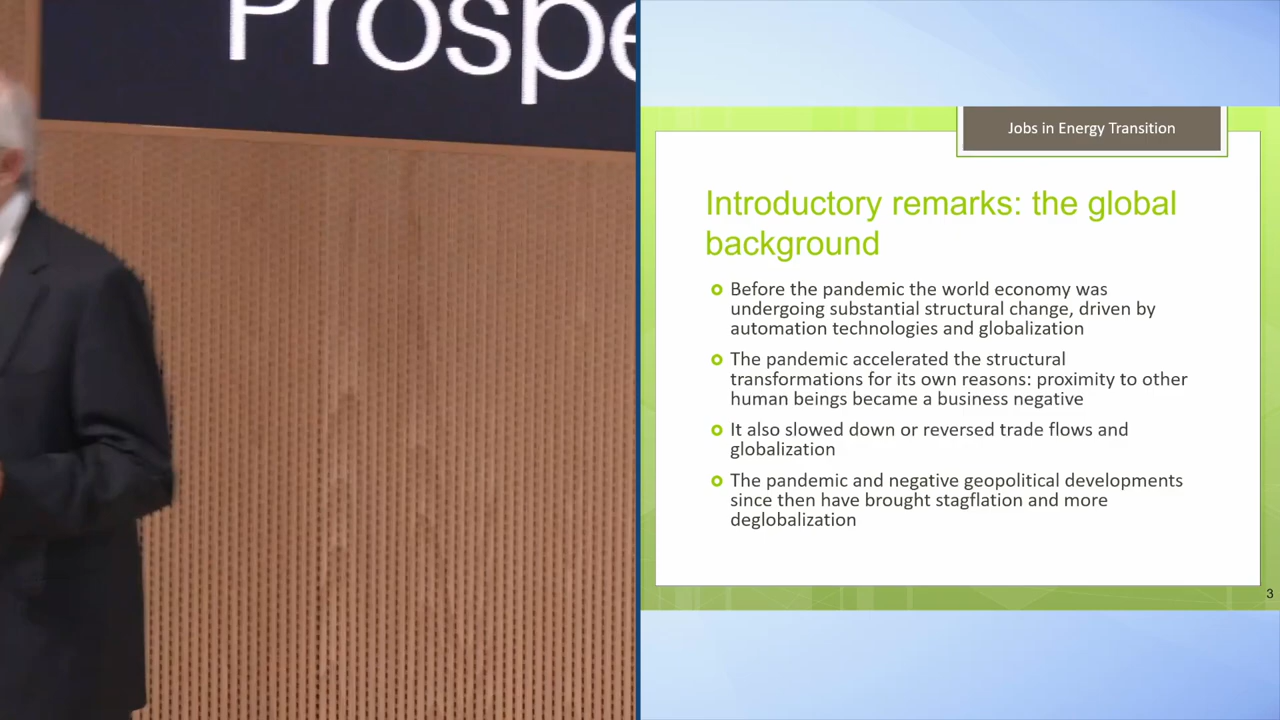 Prospe
Jobs in Energy Transition
Introductory remarks: the global
background
Before the pandemic the world economy was
undergoing substantial structural change, driven by
automation technologies and globalization
The pandemic accelerated the structural
transformations for its own reasons: proximity to other
human beings became a business negative
It also slowed down or reversed trade flows and
globalization
The pandemic and negative geopolitical developments
since then have brought stagflation and more
deglobalization
3